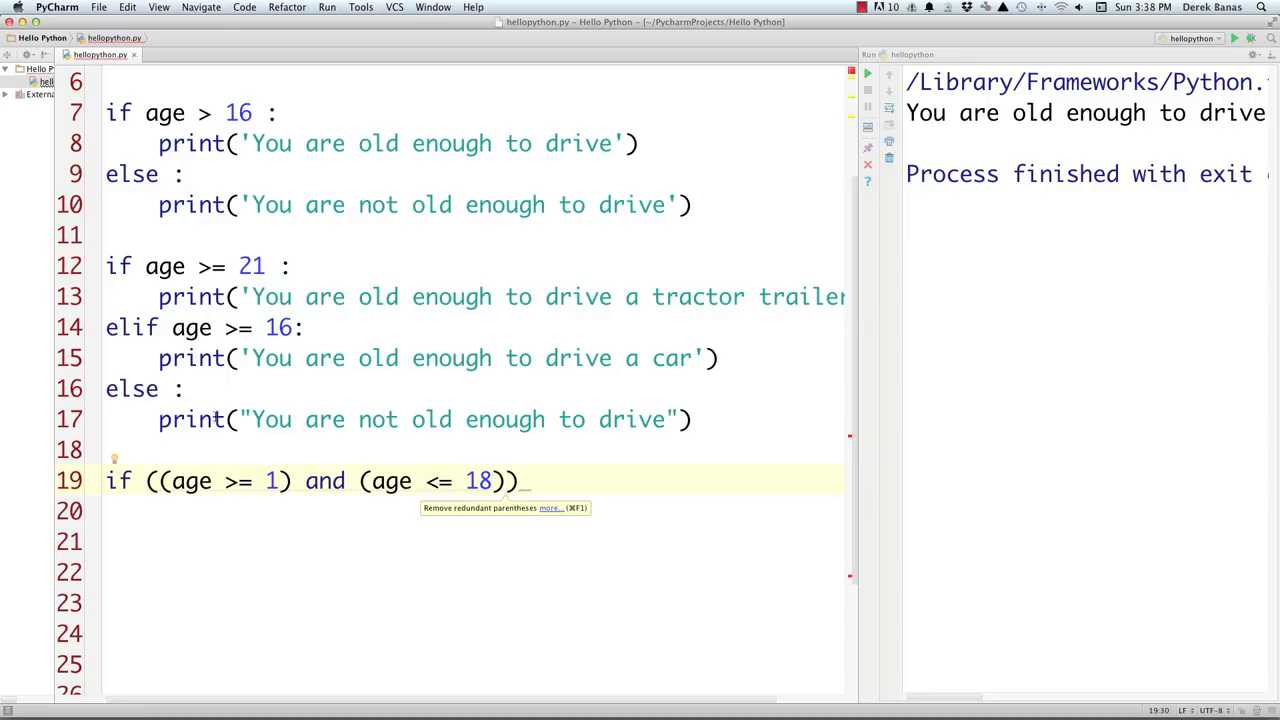 PyCharm File Edit View Navigate Code Refactor Run Tools VCS Window Help 10 Sun 3:38 PM Derek Banas
hellopython.py - Hello Python - [~/PycharmProjects/Hello Python]
Hello Python hellopython.py hellopython
hellopython.py Run hellopython
Hello P
hell
Externa
6
7 if age > 16 :
8 print('You are old enough to drive')
9 else :
10 print('You are not old enough to drive')
11
12 if age >= 21 :
13 print('You are old enough to drive a tractor trailer
14 elif age >= 16:
15 print('You are old enough to drive a car')
16 else :
17 print("You are not old enough to drive")
18
19 if ((age >= 1) and (age <= 18))
Remove redundant parentheses more... (⌘F1)
20
21
22
23
24
25
26
/Library/Frameworks/Python.
You are old enough to drive
Process finished with exit
19:30 LF UTF-8